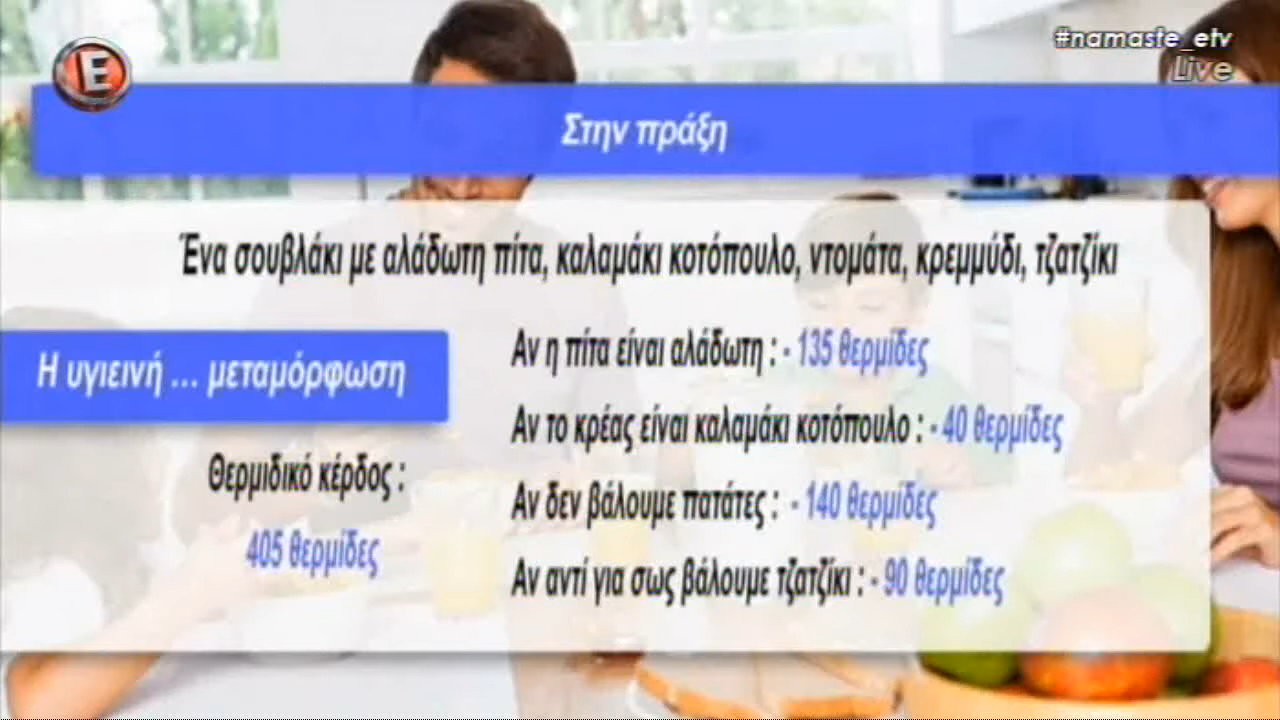 #namaste_etv
Live
E
Στην πράξη
Ένα σουβλάκι με αλάδωτη πίτα, καλαμάκι κοτόπουλο, ντομάτα, κρεμμύδι, τζατζίκι
Η υγιεινή ... μεταμόρφωση
Θερμιδικό κέρδος :
405 θερμίδες
Αν η πίτα είναι αλάδωτη : - 135 θερμίδες
Αν το κρέας είναι καλαμάκι κοτόπουλο : - 40 θερμίδες
Αν δεν βάλουμε πατάτες : - 140 θερμίδες
Αν αντί για σως βάλουμε τζατζίκι : - 90 θερμίδες